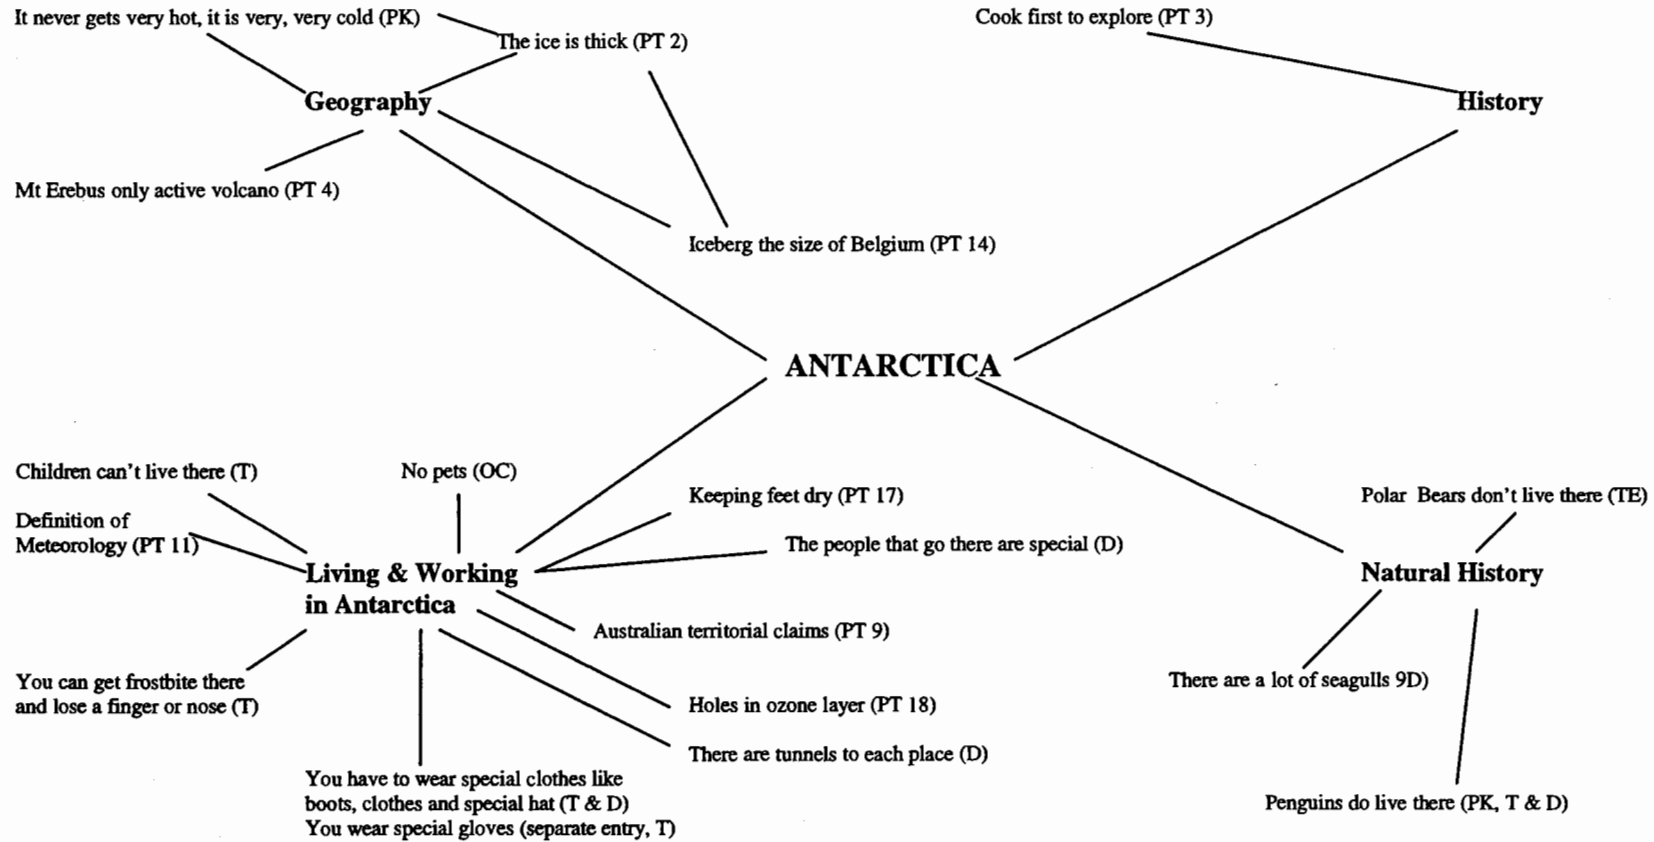 It never gets very hot, it is very, very cold (PK)
The ice is thick (PT 2)
Cook first to explore (PT 3)
Geography
History
Mt Erebus only active volcano (PT 4)
Iceberg the size of Belgium (PT 14)
ANTARCTICA
Children can't live there (T)
No pets (OC)
Definition of
Meteorology (PT 11)
Keeping feet dry (PT 17)
The people that go there are special (D)
Living & Working
in Antarctica
Australian territorial claims (PT 9)
You can get frostbite there
and lose a finger or nose (T)
Holes in ozone layer (PT 18)
There are tunnels to each place (D)
You have to wear special clothes like
boots, clothes and special hat (T & D)
You wear special gloves (separate entry, T)
Polar Bears don't live there (TE)
Natural History
There are a lot of seagulls 9D)
Penguins do live there (PK, T & D)